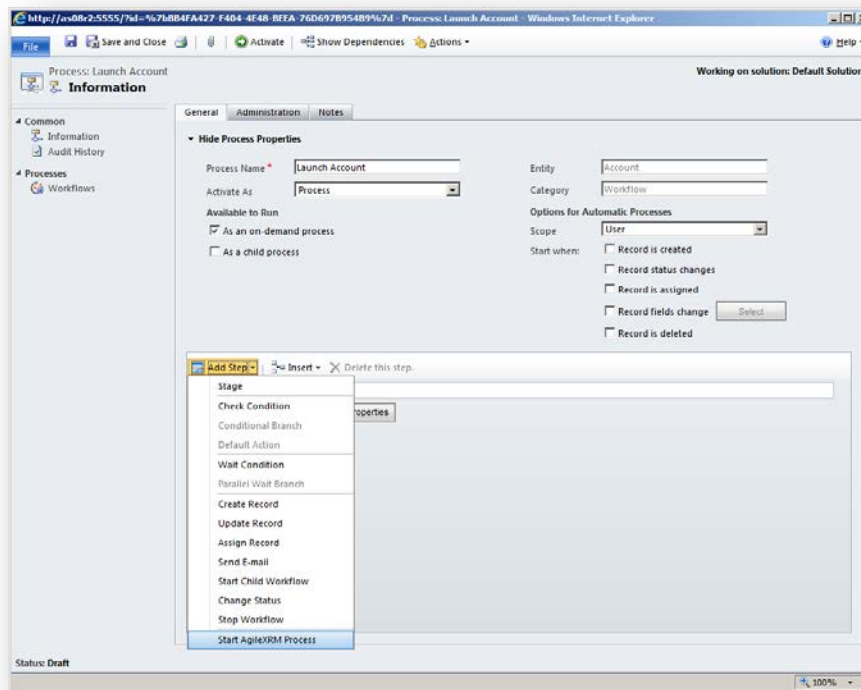 http://as08r2:5555/?id=%7bBB4FA427-F404-4E48-BEEA-76D697B95489%7d - Process: Launch Account - Windows Internet Explorer
File Save and Close Activate Show Dependencies Actions Help
Process: Launch Account
Information
Working on solution: Default Solution
Common
Information
Audit History
Processes
Workflows
General Administration Notes
Hide Process Properties
Process Name * Launch Account Entity Account
Activate As Process Category Workflow
Available to Run Options for Automatic Processes
As an on-demand process Scope User
As a child process Start when: Record is created
Record status changes
Record is assigned
Record fields change Select
Record is deleted
Add Step Insert Delete this step.
Stage
Check Condition
roperties
Conditional Branch
Default Action
Wait Condition
Parallel Wait Branch
Create Record
Update Record
Assign Record
Send E-mail
Start Child Workflow
Change Status
Stop Workflow
Start AgileXRM Process
Status: Draft
100%